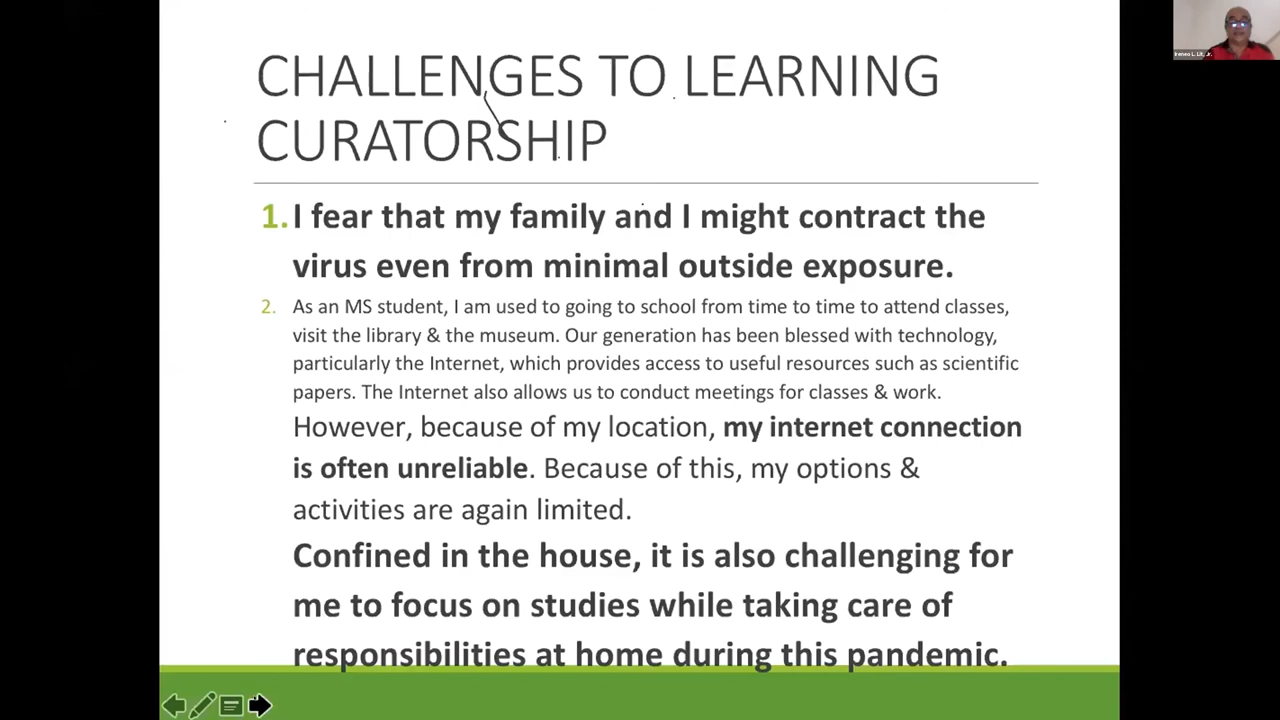 CHALLENGES TO LEARNING
CURATORSHIP
1. I fear that my family and I might contract the
virus even from minimal outside exposure.
2. As an MS student, I am used to going to school from time to time to attend classes,
visit the library & the museum. Our generation has been blessed with technology,
particularly the Internet, which provides access to useful resources such as scientific
papers. The Internet also allows us to conduct meetings for classes & work.
However, because of my location, my internet connection
is often unreliable. Because of this, my options &
activities are again limited.
Confined in the house, it is also challenging for
me to focus on studies while taking care of
responsibilities at home during this pandemic.
Ireneo L. Lit, Jr.